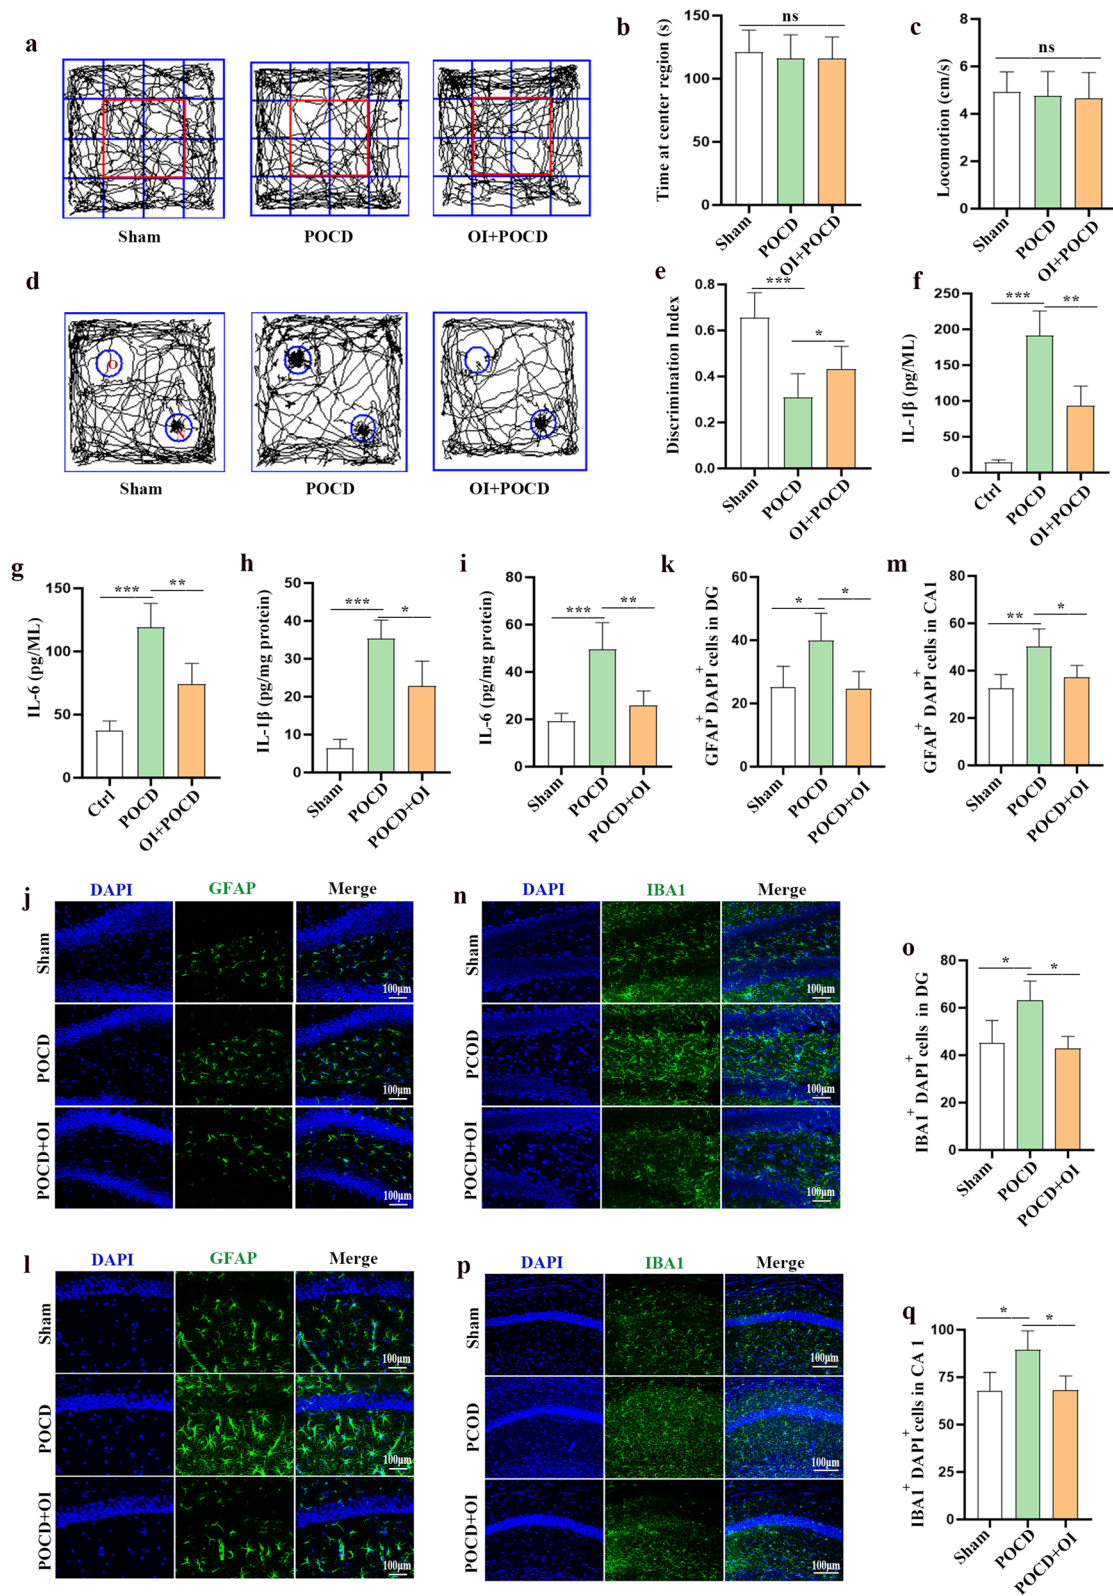 a
Sham
POCD
OI+POCD
b
Time at center region (s)
150
100
50
0
ns
Sham
POCD
OI+POCD
c
Locomotion (cm/s)
8
6
4
2
0
ns
Sham
POCD
OI+POCD
d
O
N
Sham
POCD
OI+POCD
e
Discrimination Index
0.8
0.6
0.4
0.2
0.0
***
*
Sham
POCD
OI+POCD
f
IL-1β (pg/ML)
250
200
150
100
50
0
***
**
Ctrl
POCD
OI+POCD
g
IL-6 (pg/ML)
150
100
50
0
***
**
Ctrl
POCD
OI+POCD
h
IL-1β (pg/mg protein)
50
40
30
20
10
0
***
*
Sham
POCD
POCD+OI
i
IL-6 (pg/mg protein)
80
60
40
20
0
***
**
Sham
POCD
POCD+OI
k
GFAP+ DAPI+ cells in DG
60
40
20
0
*
*
Sham
POCD
POCD+OI
m
GFAP+ DAPI+ cells in CA1
80
60
40
20
0
**
*
Sham
POCD
POCD+OI
j
DAPI GFAP Merge
Sham
100μm
POCD
100μm
POCD+OI
100μm
n
DAPI IBA1 Merge
Sham
100μm
PCOD
100μm
POCD+OI
100μm
o
IBA1+ DAPI+ cells in DG
80
60
40
20
0
*
*
Sham
POCD
POCD+OI
l
DAPI GFAP Merge
Sham
100μm
POCD
100μm
POCD+OI
100μm
p
DAPI IBA1 Merge
Sham
100μm
PCOD
100μm
POCD+OI
100μm
q
IBA1+ DAPI+ cells in CA 1
100
75
50
25
0
*
*
Sham
POCD
POCD+OI